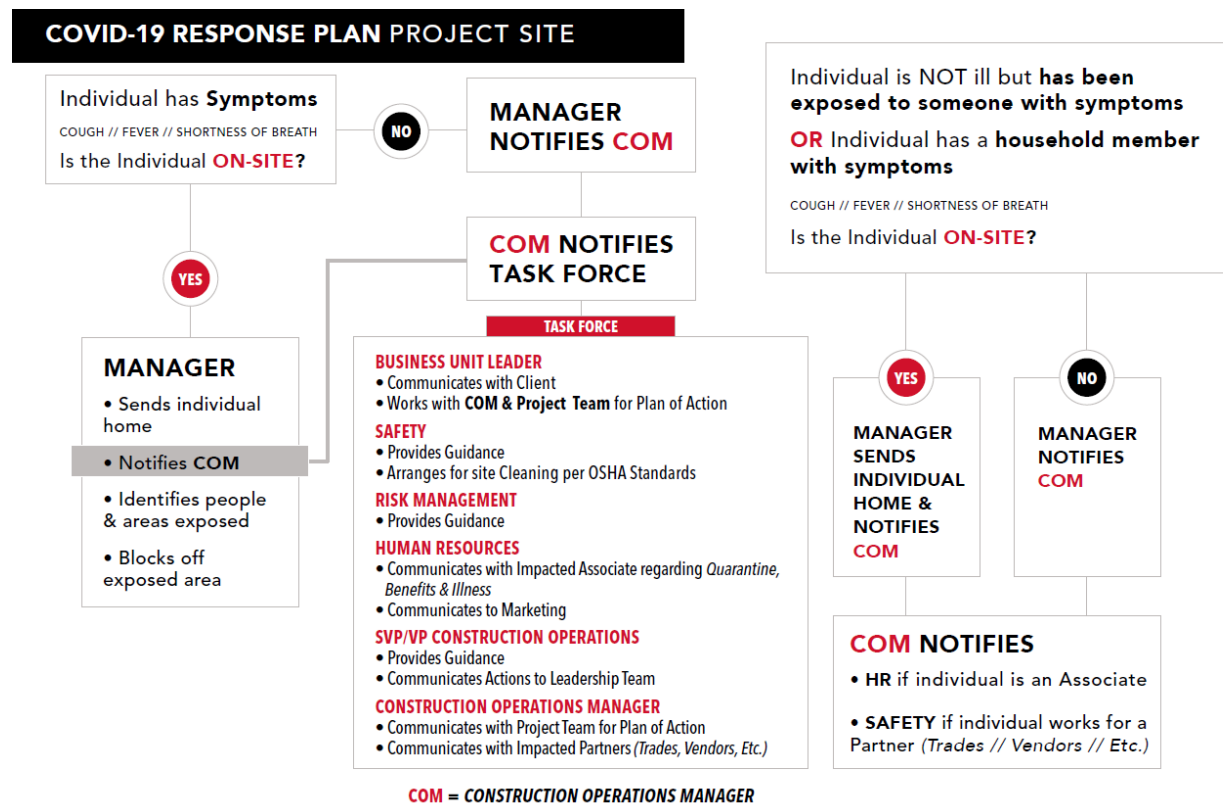 COVID-19 RESPONSE PLAN PROJECT SITE
Individual has Symptoms
COUGH // FEVER // SHORTNESS OF BREATH
Is the Individual ON-SITE?
NO
MANAGER
NOTIFIES COM
COM NOTIFIES
TASK FORCE
YES
MANAGER
• Sends individual
home
• Notifies COM
• Identifies people
& areas exposed
• Blocks off
exposed area
TASK FORCE
BUSINESS UNIT LEADER
• Communicates with Client
• Works with COM & Project Team for Plan of Action
SAFETY
• Provides Guidance
• Arranges for site Cleaning per OSHA Standards
RISK MANAGEMENT
• Provides Guidance
HUMAN RESOURCES
• Communicates with Impacted Associate regarding Quarantine,
Benefits & Illness
• Communicates to Marketing
SVP/VP CONSTRUCTION OPERATIONS
• Provides Guidance
• Communicates Actions to Leadership Team
CONSTRUCTION OPERATIONS MANAGER
• Communicates with Project Team for Plan of Action
• Communicates with Impacted Partners (Trades, Vendors, Etc.)
COM = CONSTRUCTION OPERATIONS MANAGER
Individual is NOT ill but has been
exposed to someone with symptoms
OR Individual has a household member
with symptoms
COUGH // FEVER // SHORTNESS OF BREATH
Is the Individual ON-SITE?
YES
MANAGER
SENDS
INDIVIDUAL
HOME &
NOTIFIES
COM
NO
MANAGER
NOTIFIES
COM
COM NOTIFIES
• HR if individual is an Associate
• SAFETY if individual works for a
Partner (Trades // Vendors // Etc.)